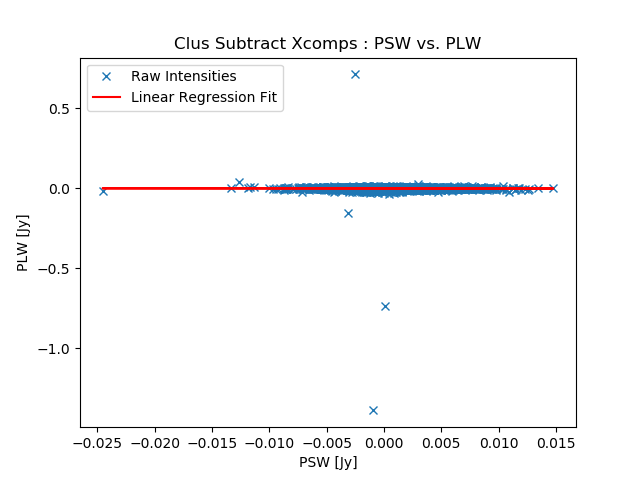 Clus Subtract Xcomps : PSW vs. PLW
Raw Intensities
Linear Regression Fit
0.5
0.0
−0.5
−1.0
PLW [Jy]
−0.025 −0.020 −0.015 −0.010 −0.005 0.000 0.005 0.010 0.015
PSW [Jy]